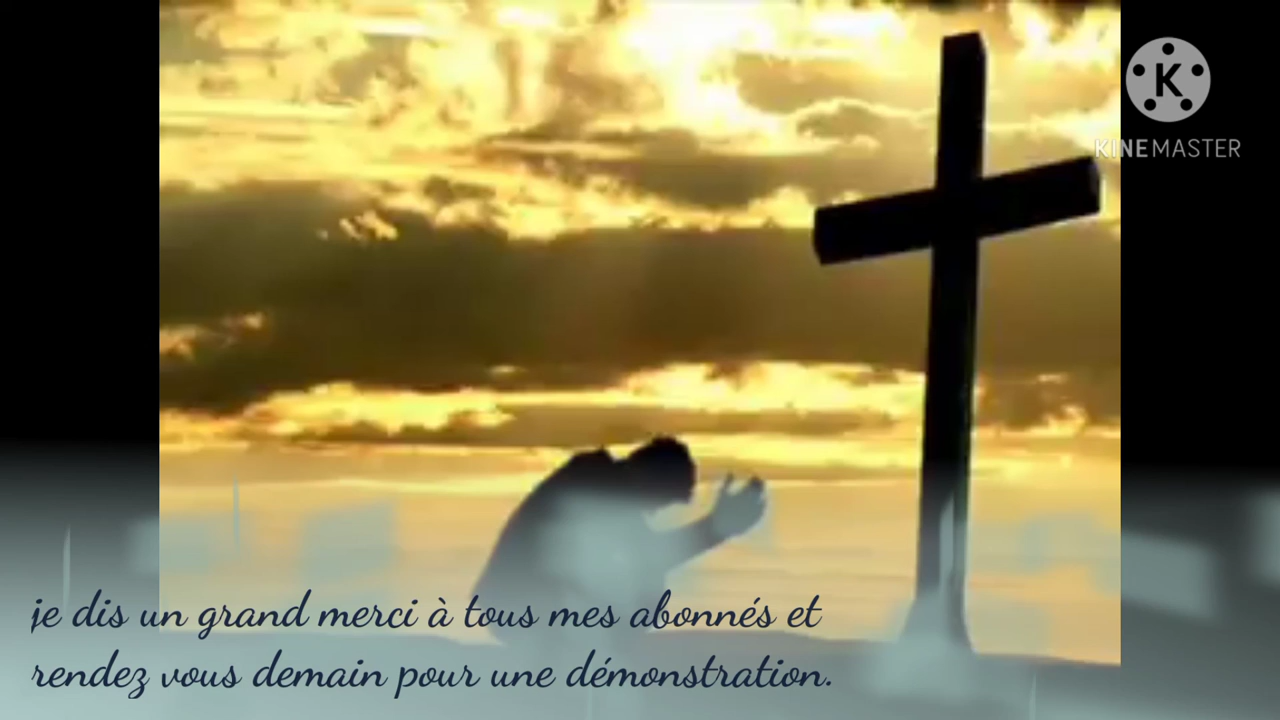 K
KINEMASTER
je dis un grand merci à tous mes abonnés et
rendez vous demain pour une démonstration.